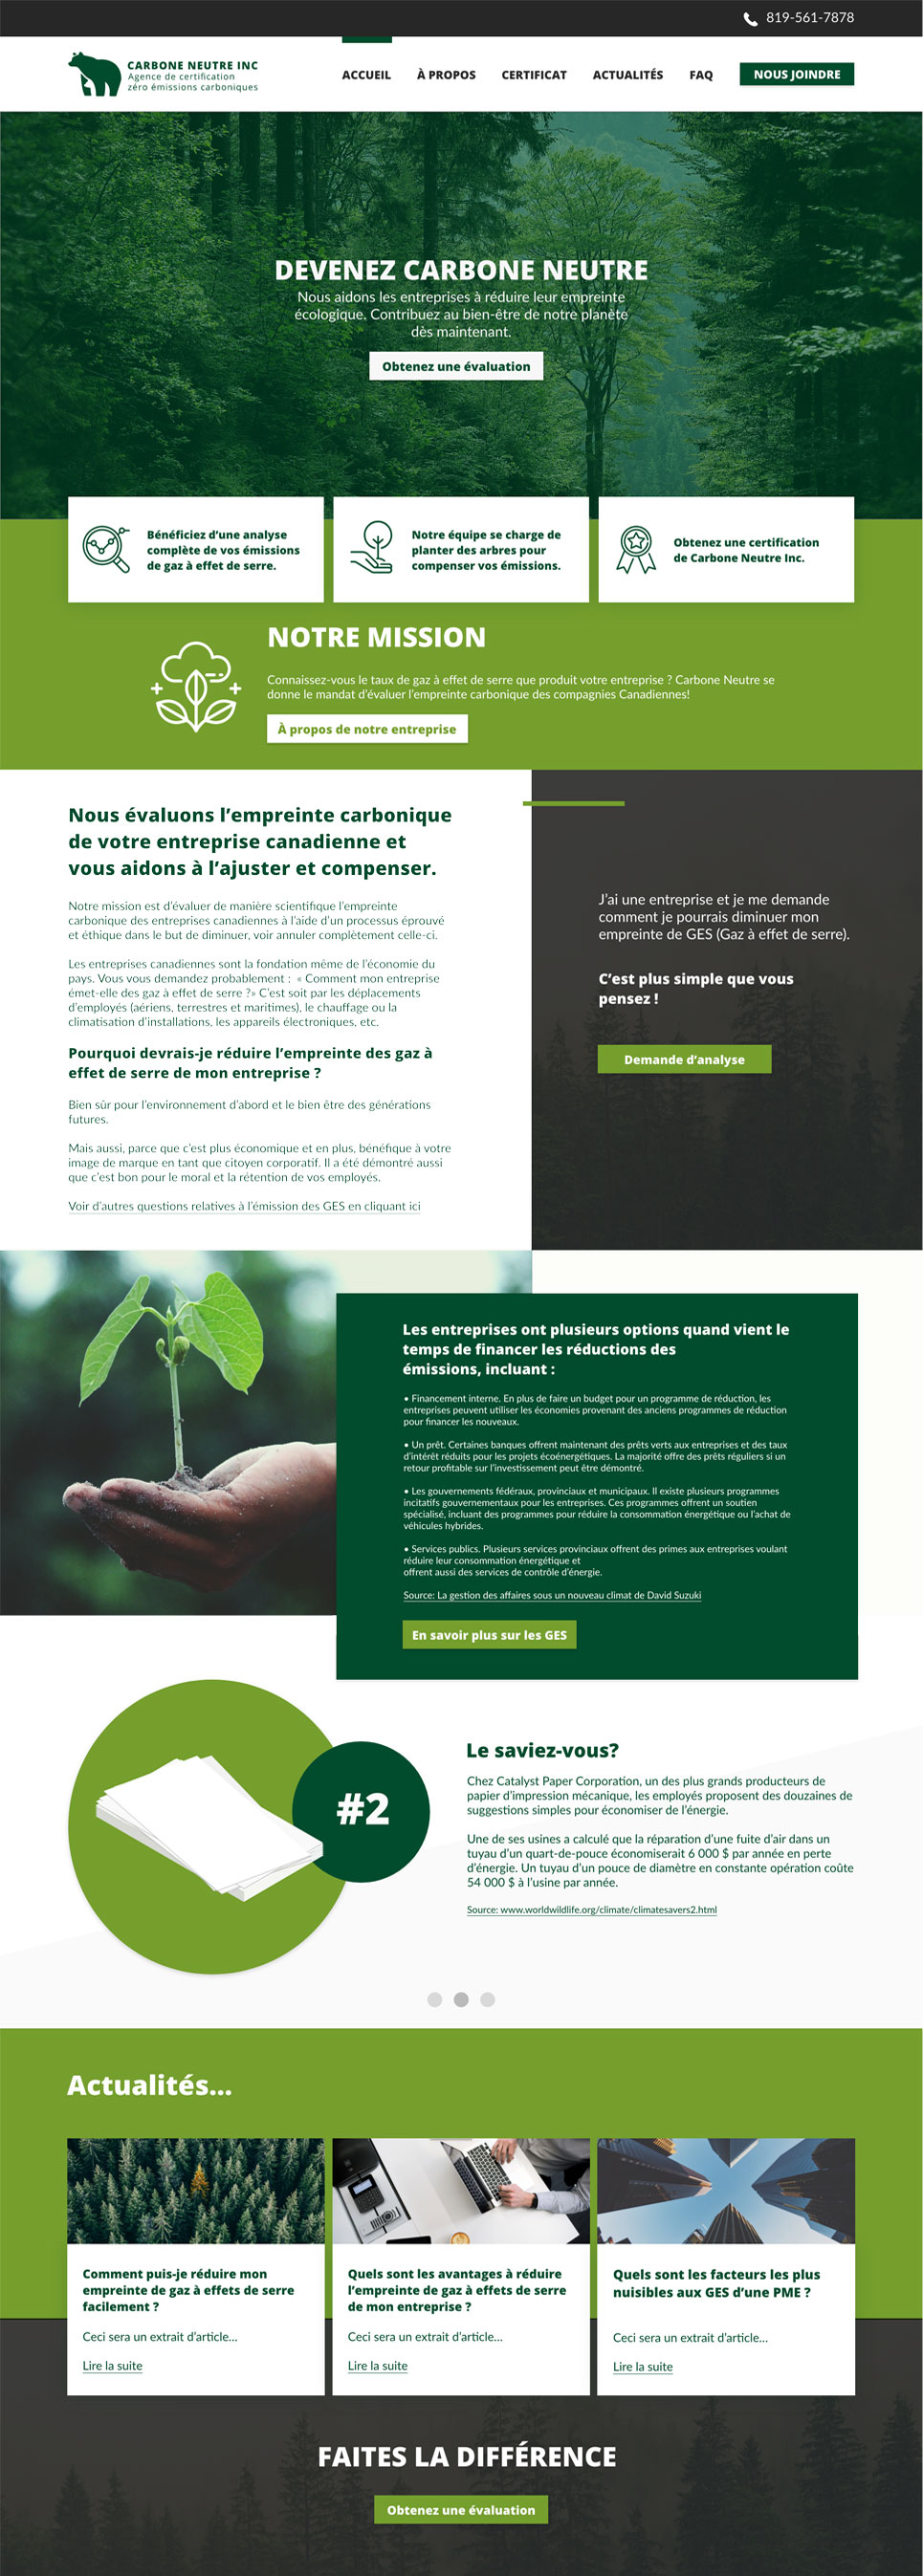 819-561-7878
CARBONE NEUTRE INC
Agence de certification
zéro émissions carboniques
ACCUEIL À PROPOS CERTIFICAT ACTUALITÉS FAQ NOUS JOINDRE
DEVENEZ CARBONE NEUTRE
Nous aidons les entreprises à réduire leur empreinte
écologique. Contribuez au bien-être de notre planète
dès maintenant.
Obtenez une évaluation
Bénéficiez d'une analyse
complète de vos émissions
de gaz à effet de serre.
Notre équipe se charge de
planter des arbres pour
compenser vos émissions.
Obtenez une certification
de Carbone Neutre Inc.
NOTRE MISSION
Connaissez-vous le taux de gaz à effet de serre que produit votre entreprise ? Carbone Neutre se
donne le mandat d'évaluer l'empreinte carbonique des compagnies Canadiennes!
À propos de notre entreprise
Nous évaluons l'empreinte carbonique
de votre entreprise canadienne et
vous aidons à l'ajuster et compenser.
Notre mission est d'évaluer de manière scientifique l'empreinte
carbonique des entreprises canadiennes à l'aide d'un processus éprouvé
et éthique dans le but de diminuer, voir annuler complètement celle-ci.
Les entreprises canadiennes sont la fondation même de l'économie du
pays. Vous vous demandez probablement : « Comment mon entreprise
émet-elle des gaz à effet de serre ?» C'est soit par les déplacements
d'employés (aériens, terrestres et maritimes), le chauffage ou la
climatisation d'installations, les appareils électroniques, etc.
Pourquoi devrais-je réduire l'empreinte des gaz à
effet de serre de mon entreprise ?
Bien sûr pour l'environnement d'abord et le bien être des générations
futures.
Mais aussi, parce que c'est plus économique et en plus, bénéfique à votre
image de marque en tant que citoyen corporatif. Il a été démontré aussi
que c'est bon pour le moral et la rétention de vos employés.
Voir d'autres questions relatives à l'émission des GES en cliquant ici
J'ai une entreprise et je me demande
comment je pourrais diminuer mon
empreinte de GES (Gaz à effet de serre).
C'est plus simple que vous
pensez !
Demande d'analyse
Les entreprises ont plusieurs options quand vient le
temps de financer les réductions des
émissions, incluant :
• Financement interne. En plus de faire un budget pour un programme de réduction, les
entreprises peuvent utiliser les économies provenant des anciens programmes de réduction
pour financer les nouveaux.
• Un prêt. Certaines banques offrent maintenant des prêts verts aux entreprises et des taux
d'intérêt réduits pour les projets écoénergétiques. La majorité offre des prêts réguliers si un
retour profitable sur l'investissement peut être démontré.
• Les gouvernements fédéraux, provinciaux et municipaux. Il existe plusieurs programmes
incitatifs gouvernementaux pour les entreprises. Ces programmes offrent un soutien
spécialisé, incluant des programmes pour réduire la consommation énergétique ou l'achat de
véhicules hybrides.
• Services publics. Plusieurs services provinciaux offrent des primes aux entreprises voulant
réduire leur consommation énergétique et
offrent aussi des services de contrôle d'énergie.
Source: La gestion des affaires sous un nouveau climat de David Suzuki
En savoir plus sur les GES
#2
Le saviez-vous?
Chez Catalyst Paper Corporation, un des plus grands producteurs de
papier d'impression mécanique, les employés proposent des douzaines de
suggestions simples pour économiser de l'énergie.
Une de ses usines a calculé que la réparation d'une fuite d'air dans un
tuyau d'un quart-de-pouce économiserait 6 000 $ par année en perte
d'énergie. Un tuyau d'un pouce de diamètre en constante opération coûte
54 000 $ à l'usine par année.
Source: www.worldwildlife.org/climate/climatesavers2.html
Actualités...
Comment puis-je réduire mon
empreinte de gaz à effets de serre
facilement ?
Ceci sera un extrait d'article...
Lire la suite
Quels sont les avantages à réduire
l'empreinte de gaz à effets de serre
de mon entreprise ?
Ceci sera un extrait d'article...
Lire la suite
Quels sont les facteurs les plus
nuisibles aux GES d'une PME ?
Ceci sera un extrait d'article...
Lire la suite
FAITES LA DIFFÉRENCE
Obtenez une évaluation